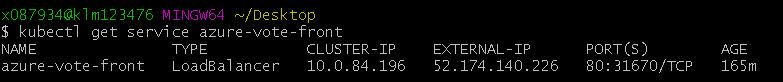 x087934@klm123476 MINGW64 ~/Desktop
$ kubectl get service azure-vote-front
NAME TYPE CLUSTER-IP EXTERNAL-IP PORT(S) AGE
azure-vote-front LoadBalancer 10.0.84.196 52.174.140.226 80:31670/TCP 165m